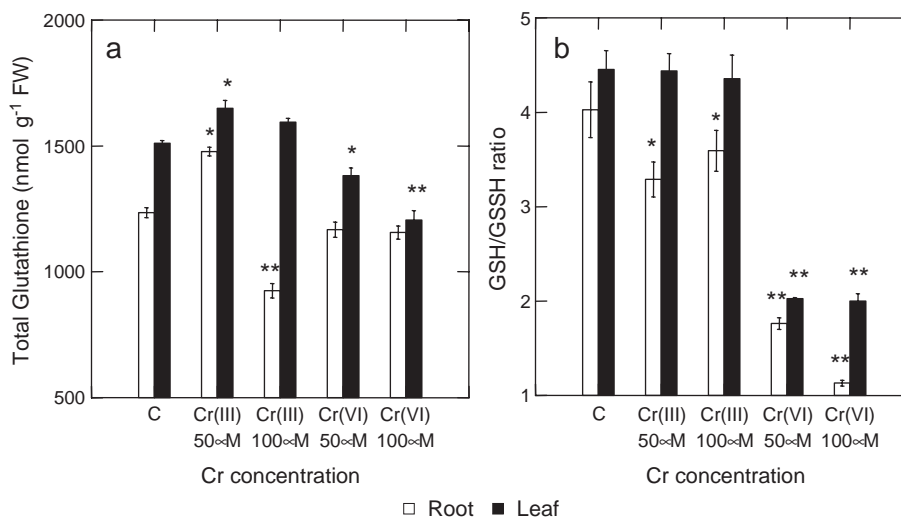 a
Total Glutathione (nmol g⁻¹ FW)
2000
1500
1000
500
*
*
**
*
**
C Cr(III) Cr(III) Cr(VI) Cr(VI)
50∝M 100∝M 50∝M 100∝M
Cr concentration
b
GSH/GSSH ratio
5
4
3
2
1
*
*
**
**
**
**
C Cr(III) Cr(III) Cr(VI) Cr(VI)
50∝M 100∝M 50∝M 100∝M
Cr concentration
Root Leaf